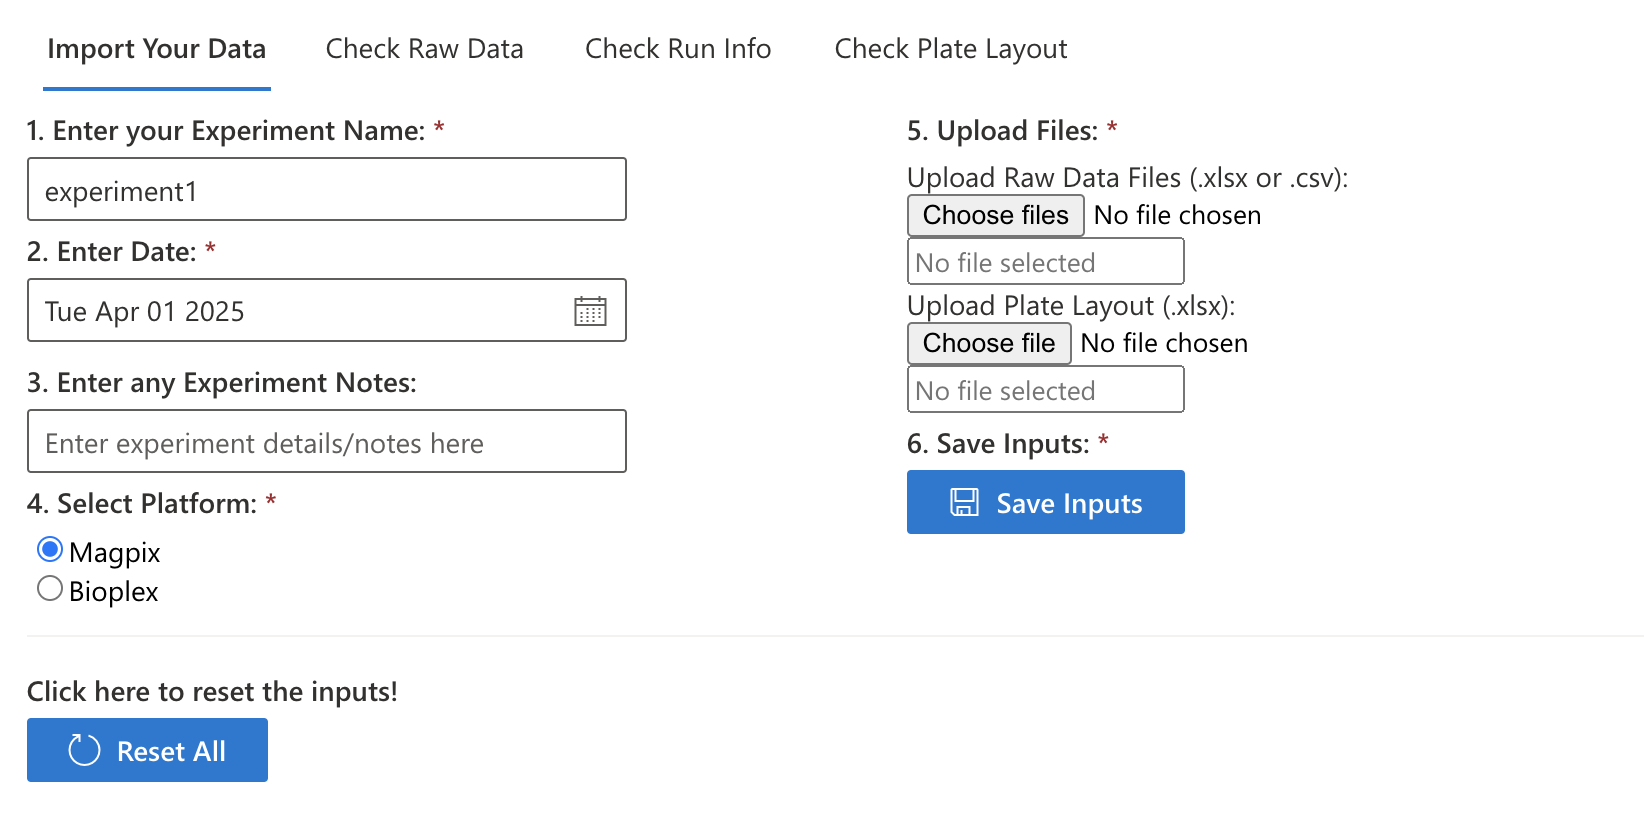 Import Your Data Check Raw Data Check Run Info Check Plate Layout
1. Enter your Experiment Name: *
experiment1
2. Enter Date: *
Tue Apr 01 2025
3. Enter any Experiment Notes:
Enter experiment details/notes here
4. Select Platform: *
Magpix
Bioplex
5. Upload Files: *
Upload Raw Data Files (.xlsx or .csv):
Choose files No file chosen
No file selected
Upload Plate Layout (.xlsx):
Choose file No file chosen
No file selected
6. Save Inputs: *
Save Inputs
Click here to reset the inputs!
Reset All